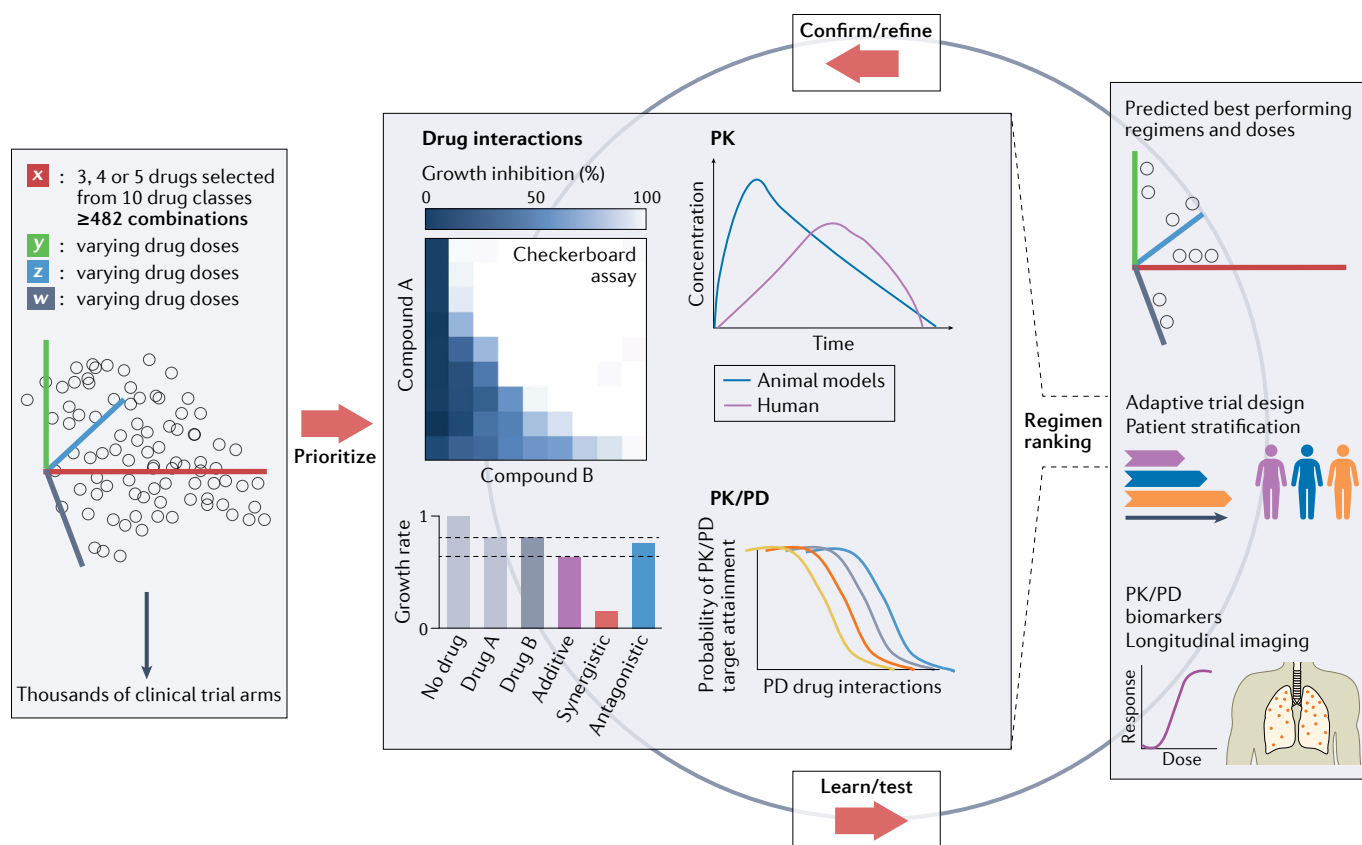 Confirm/refine
x : 3, 4 or 5 drugs selected
from 10 drug classes
≥482 combinations
y : varying drug doses
z : varying drug doses
w : varying drug doses
Thousands of clinical trial arms
Prioritize
Drug interactions
Growth inhibition (%)
0 50 100
Checkerboard
assay
Compound A
Compound B
1
0
Growth rate
No drug
Drug A
Drug B
Additive
Synergistic
Antagonistic
PK
Concentration
Time
Animal models
Human
PK/PD
Probability of PK/PD
target attainment
PD drug interactions
Regimen
ranking
Predicted best performing
regimens and doses
Adaptive trial design
Patient stratification
PK/PD
biomarkers
Longitudinal imaging
Response
Dose
Learn/test